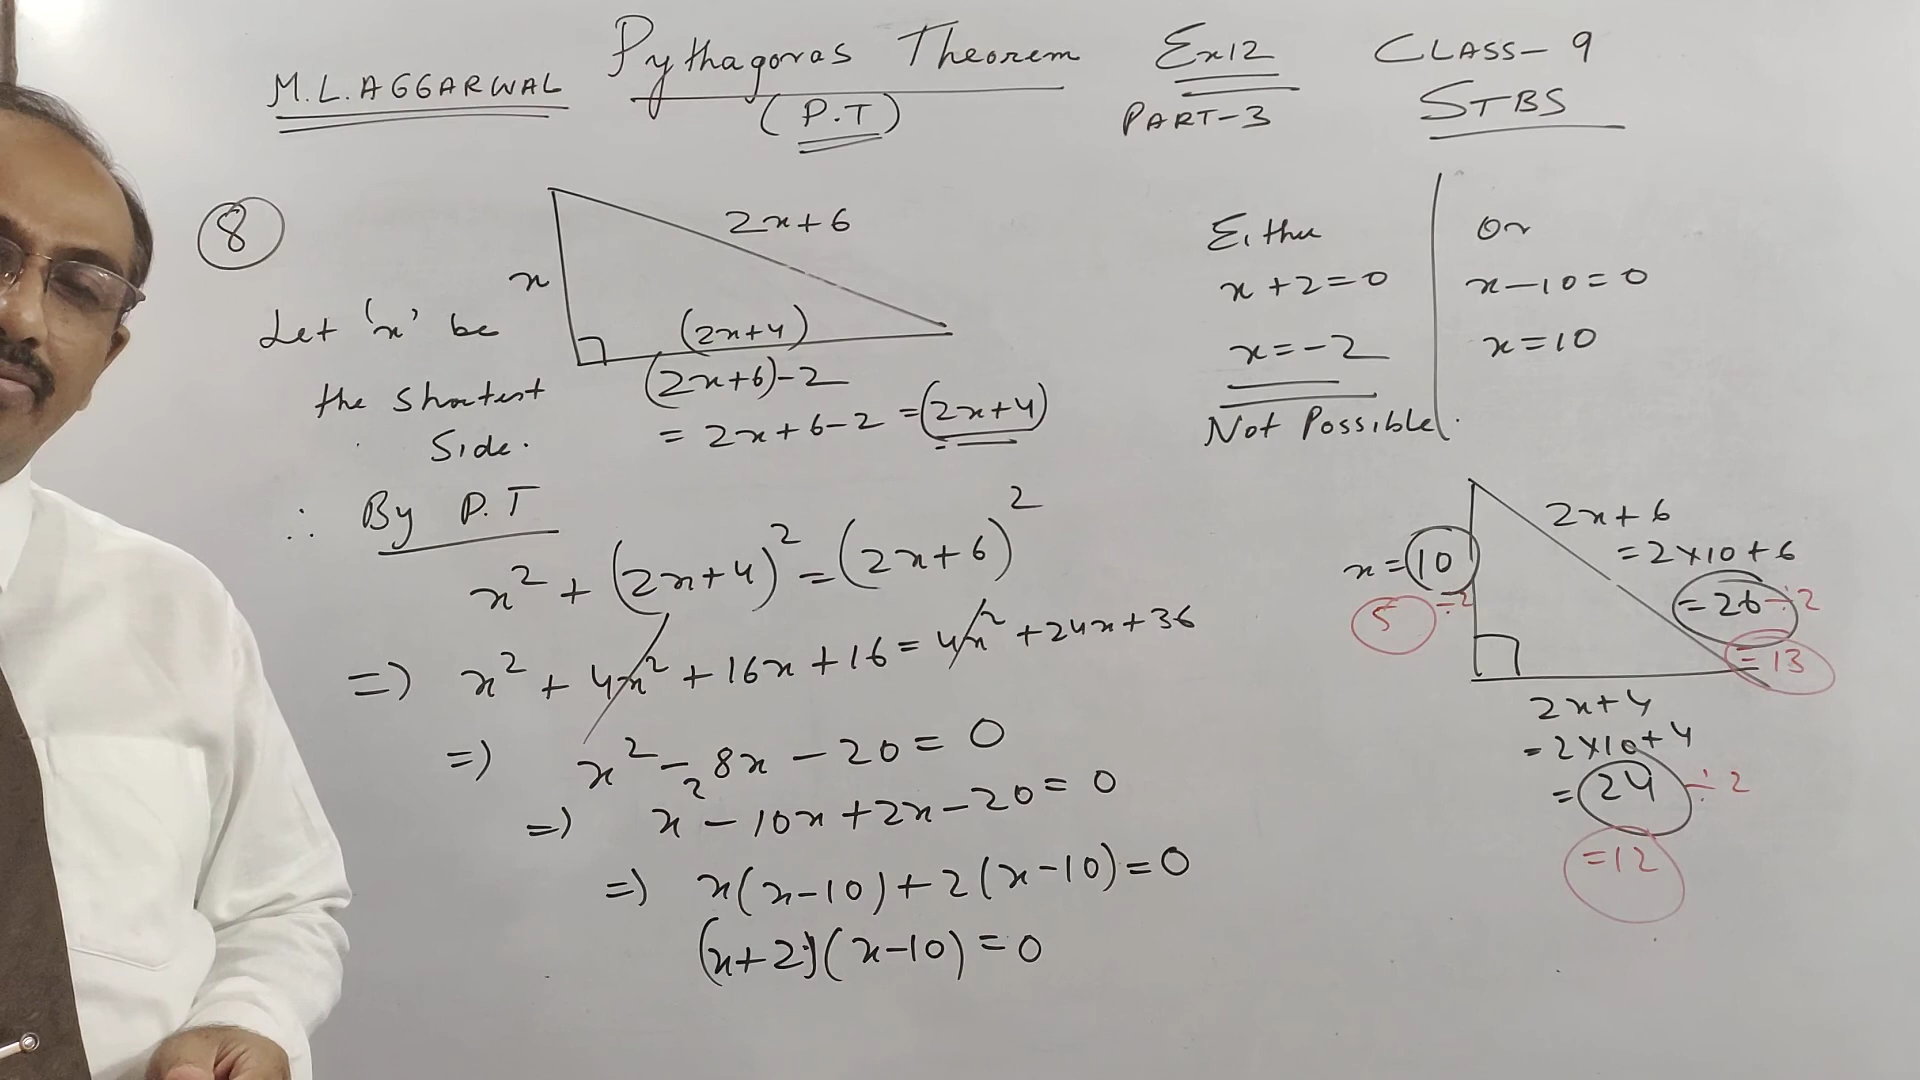 M.L.AGGARWAL Pythagoras Theorem Ex12 CLASS-9
(P.T) PART-3 STBS
8
2x+6
x
(2x+4)
(2x+6)-2
= 2x+6-2 = (2x+4)
Let 'x' be
the shortest
Side.
∴ By P.T
x² + (2x+4)² = (2x+6)²
=> x² + 4x² + 16x + 16 = 4x² + 24x + 36
=> x² - 8x - 20 = 0
=> x² - 10x + 2x - 20 = 0
=> x(x-10) + 2(x-10) = 0
(x+2)(x-10) = 0
Either
x+2=0
x=-2
Not Possible.
Or
x-10=0
x=10
2x+6
=2×10+6
=26÷2
=13
x=10
÷2
5
2x+4
=2×10+4
=24÷2
=12